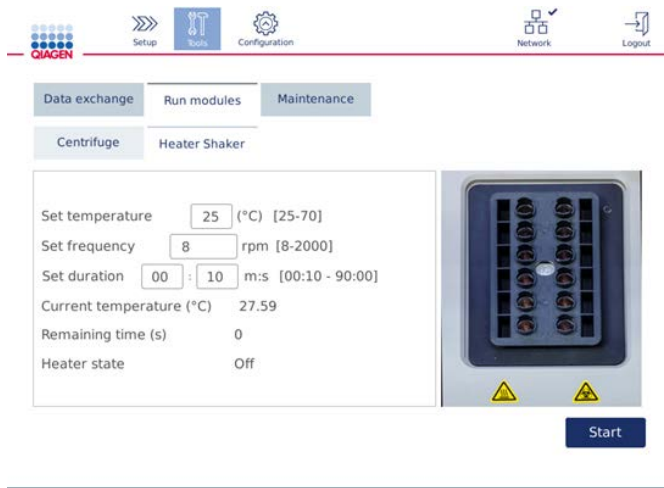 QIAGEN
Setup
Tools
Configuration
Network
Logout
Data exchange Run modules Maintenance
Centrifuge Heater Shaker
Set temperature 25 (°C) [25-70]
Set frequency 8 rpm [8-2000]
Set duration 00 : 10 m:s [00:10 - 90:00]
Current temperature (°C) 27.59
Remaining time (s) 0
Heater state Off
Start